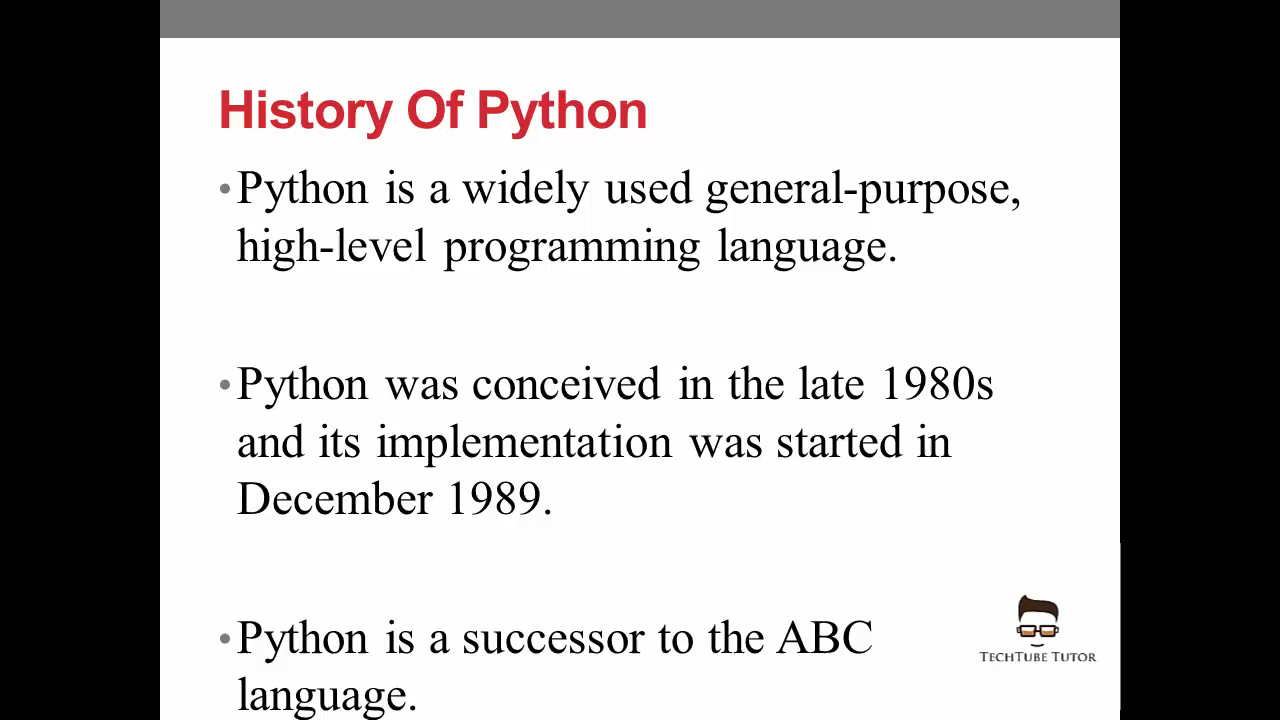 History Of Python
•Python is a widely used general-purpose,
high-level programming language.
•Python was conceived in the late 1980s
and its implementation was started in
December 1989.
•Python is a successor to the ABC
language.
TECHTUBE TUTOR